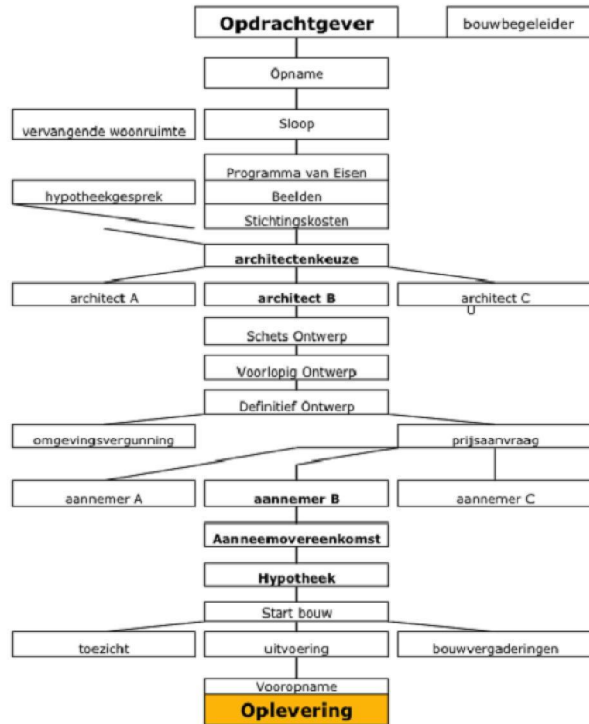 Opdrachtgever
bouwbegeleider
Opname
vervangende woonruimte
Sloop
Programma van Eisen
hypotheekgesprek
Beelden
Stichtingskosten
architectenkeuze
architect A
architect B
architect C
U
Schets Ontwerp
Voorlopig Ontwerp
Definitief Ontwerp
omgevingsvergunning
prijsaanvraag
aannemer A
aannemer B
aannemer C
Aanneemovereenkomst
Hypotheek
Start bouw
toezicht
uitvoering
bouwvergaderingen
Vooropname
Oplevering